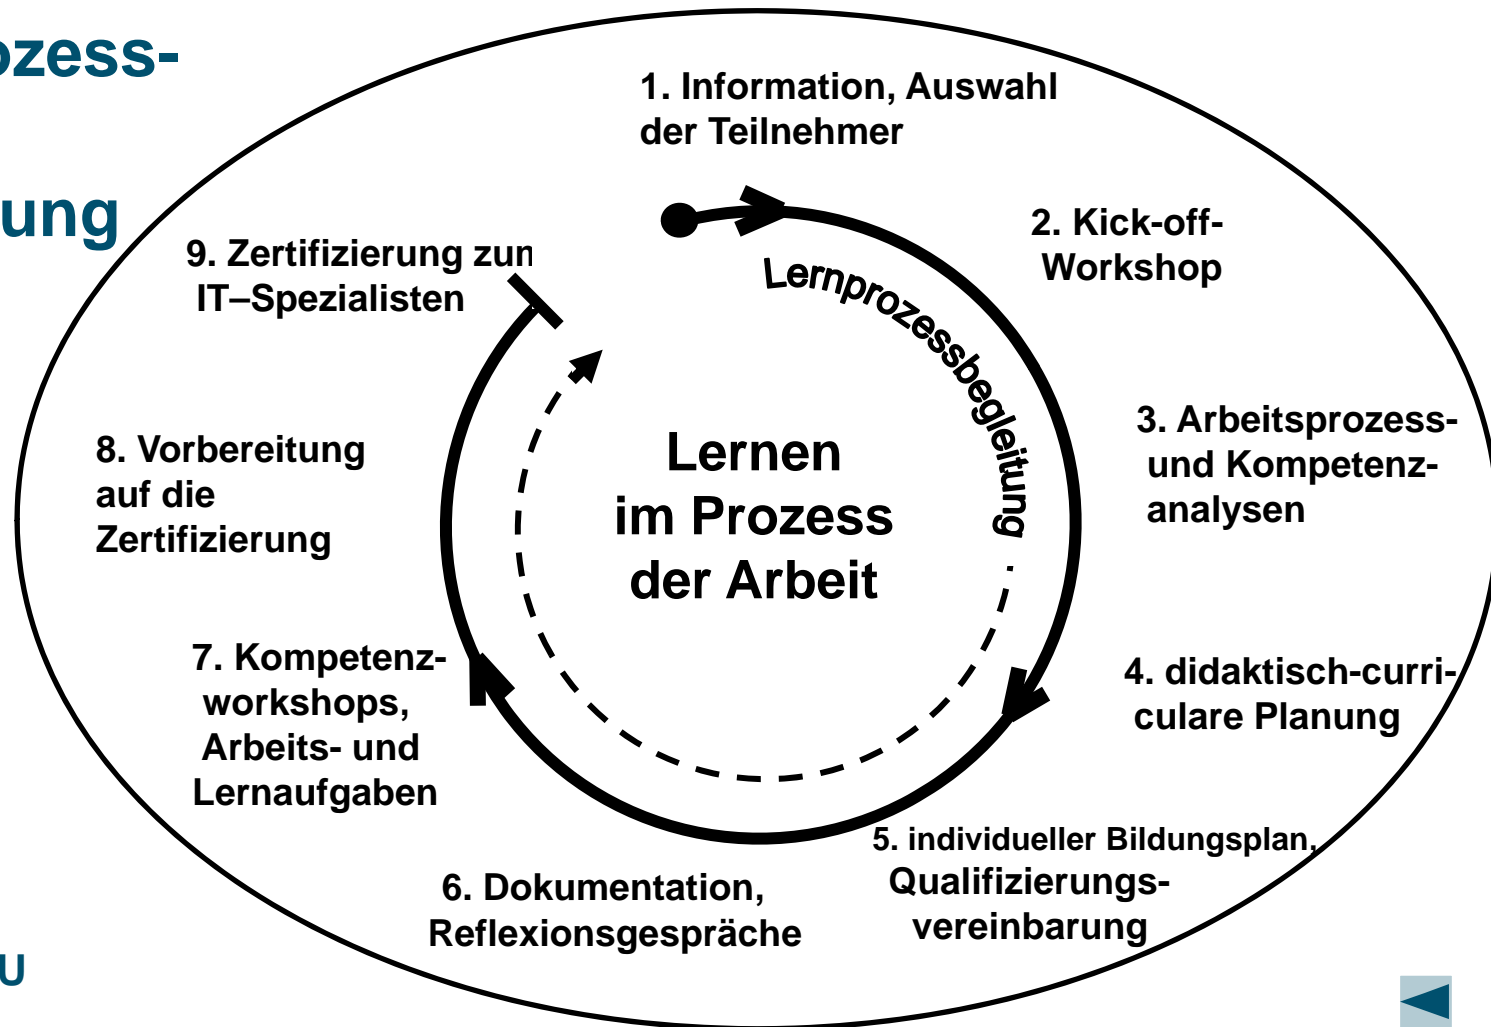 ozess-
ung
1. Information, Auswahl
der Teilnehmer
2. Kick-off-
Workshop
3. Arbeitsprozess-
und Kompetenz-
analysen
4. didaktisch-curri-
culare Planung
5. individueller Bildungsplan,
Qualifizierungs-
vereinbarung
6. Dokumentation,
Reflexionsgespräche
7. Kompetenz-
workshops,
Arbeits- und
Lernaufgaben
8. Vorbereitung
auf die
Zertifizierung
9. Zertifizierung zum
IT–Spezialisten
Lernprozessbegleitung
Lernen
im Prozess
der Arbeit
U